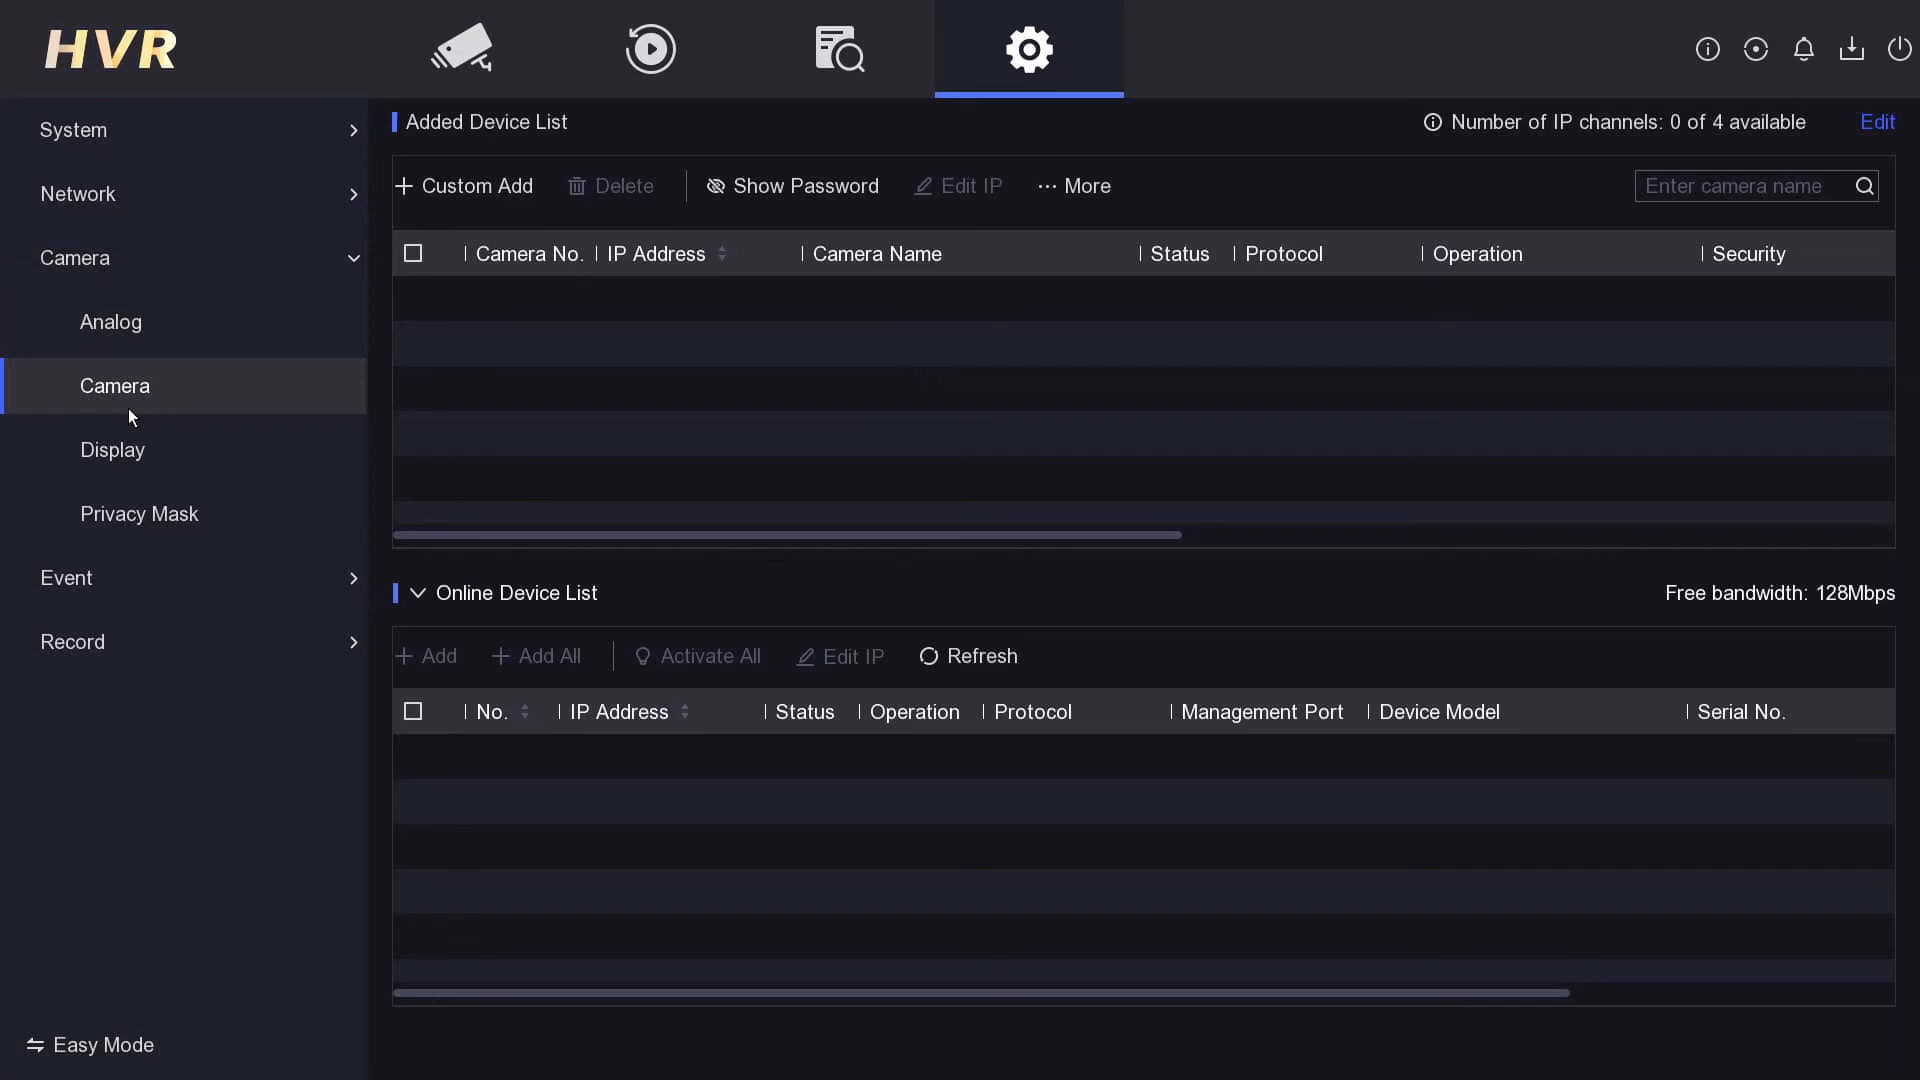 HVR
System
Network
Camera
Analog
Camera
Display
Privacy Mask
Event
Record
Easy Mode
Added Device List
Number of IP channels: 0 of 4 available Edit
Custom Add Delete Show Password Edit IP ··· More Enter camera name
Camera No. IP Address Camera Name Status Protocol Operation Security
Online Device List Free bandwidth: 128Mbps
Add Add All Activate All Edit IP Refresh
No. IP Address Status Operation Protocol Management Port Device Model Serial No.